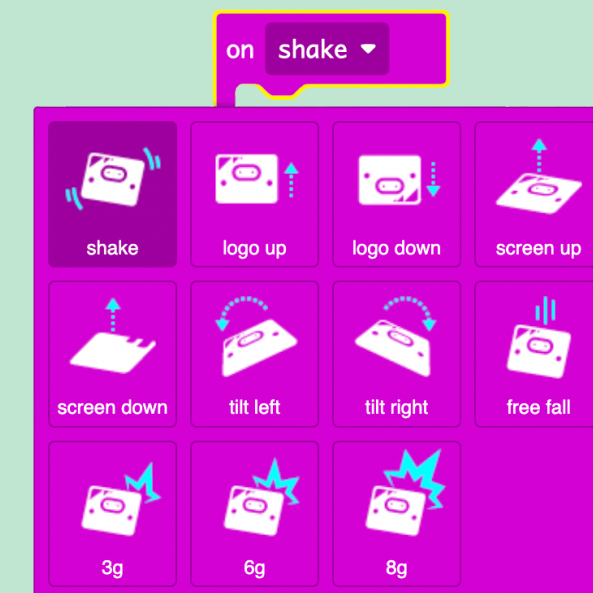 on shake
shake
logo up
logo down
screen up
screen down
tilt left
tilt right
free fall
3g
6g
8g